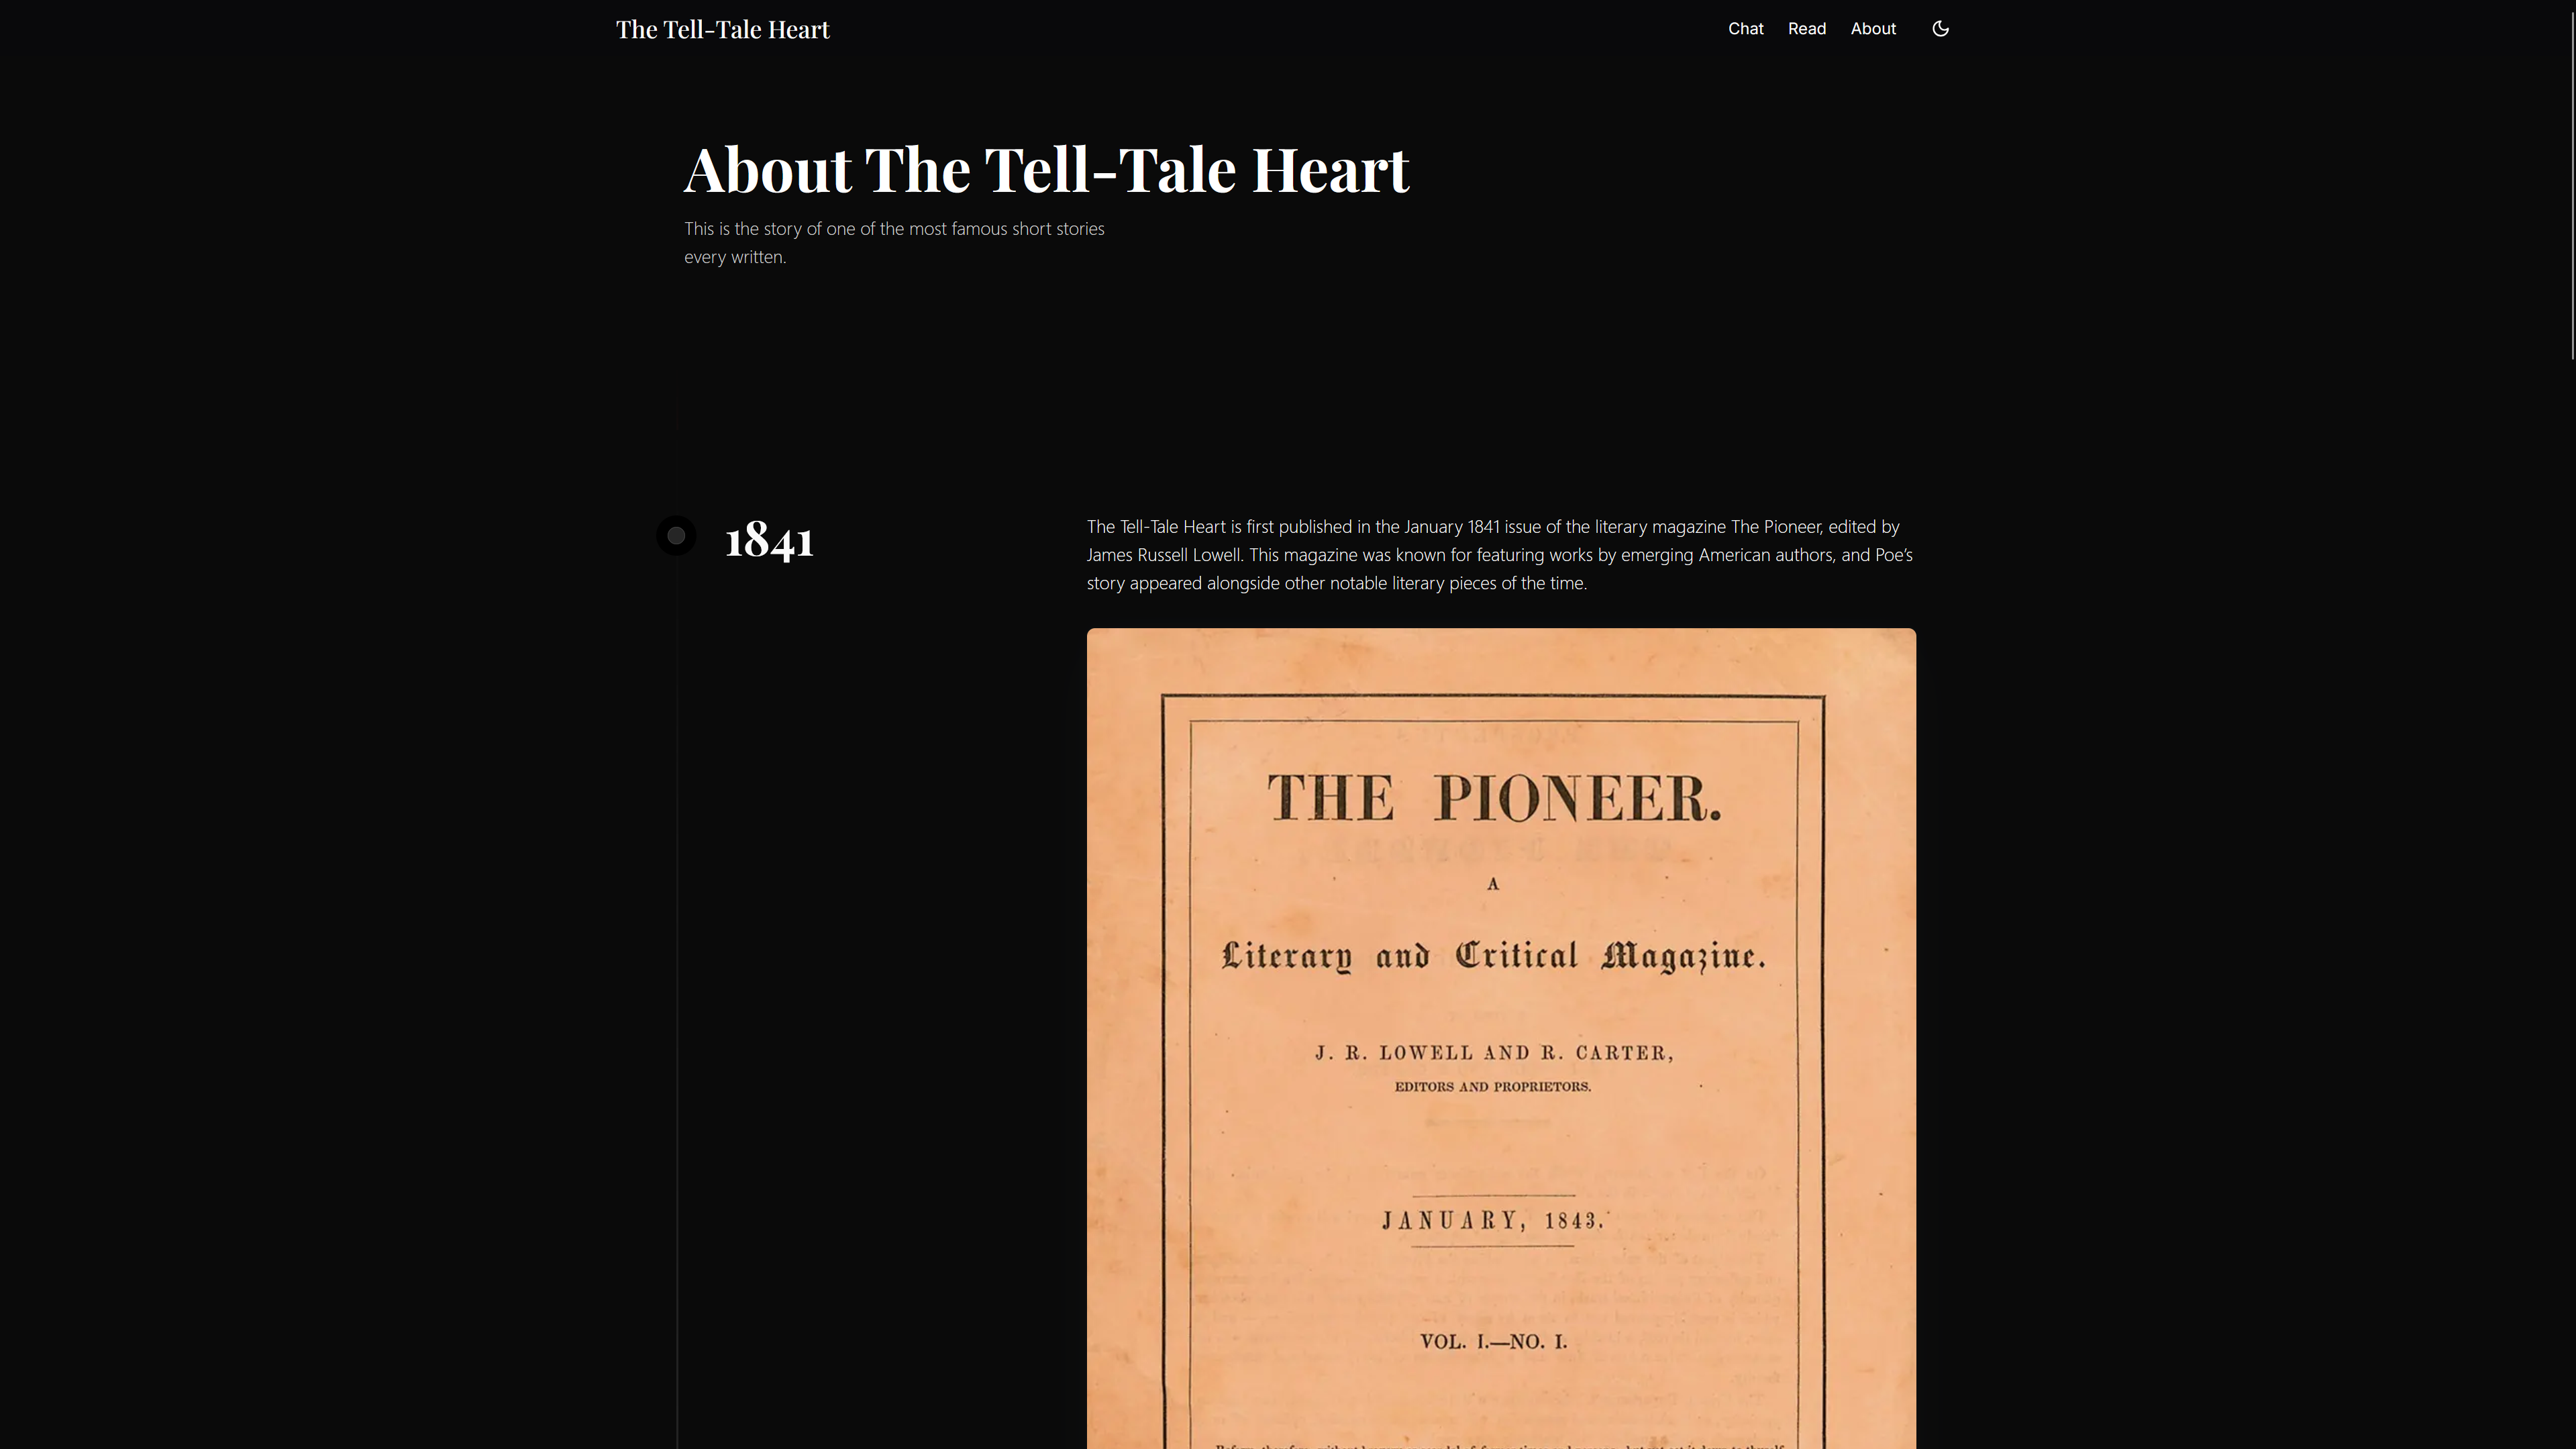 The Tell-Tale Heart
Chat Read About
About The Tell-Tale Heart
This is the story of one of the most famous short stories
every written.
1841
The Tell-Tale Heart is first published in the January 1841 issue of the literary magazine The Pioneer, edited by
James Russell Lowell. This magazine was known for featuring works by emerging American authors, and Poe's
story appeared alongside other notable literary pieces of the time.
THE PIONEER.
A
Literary and Critical Magazine.
J. R. LOWELL AND R. CARTER,
EDITORS AND PROPRIETORS.
JANUARY, 1843.
VOL. I.—NO. I.